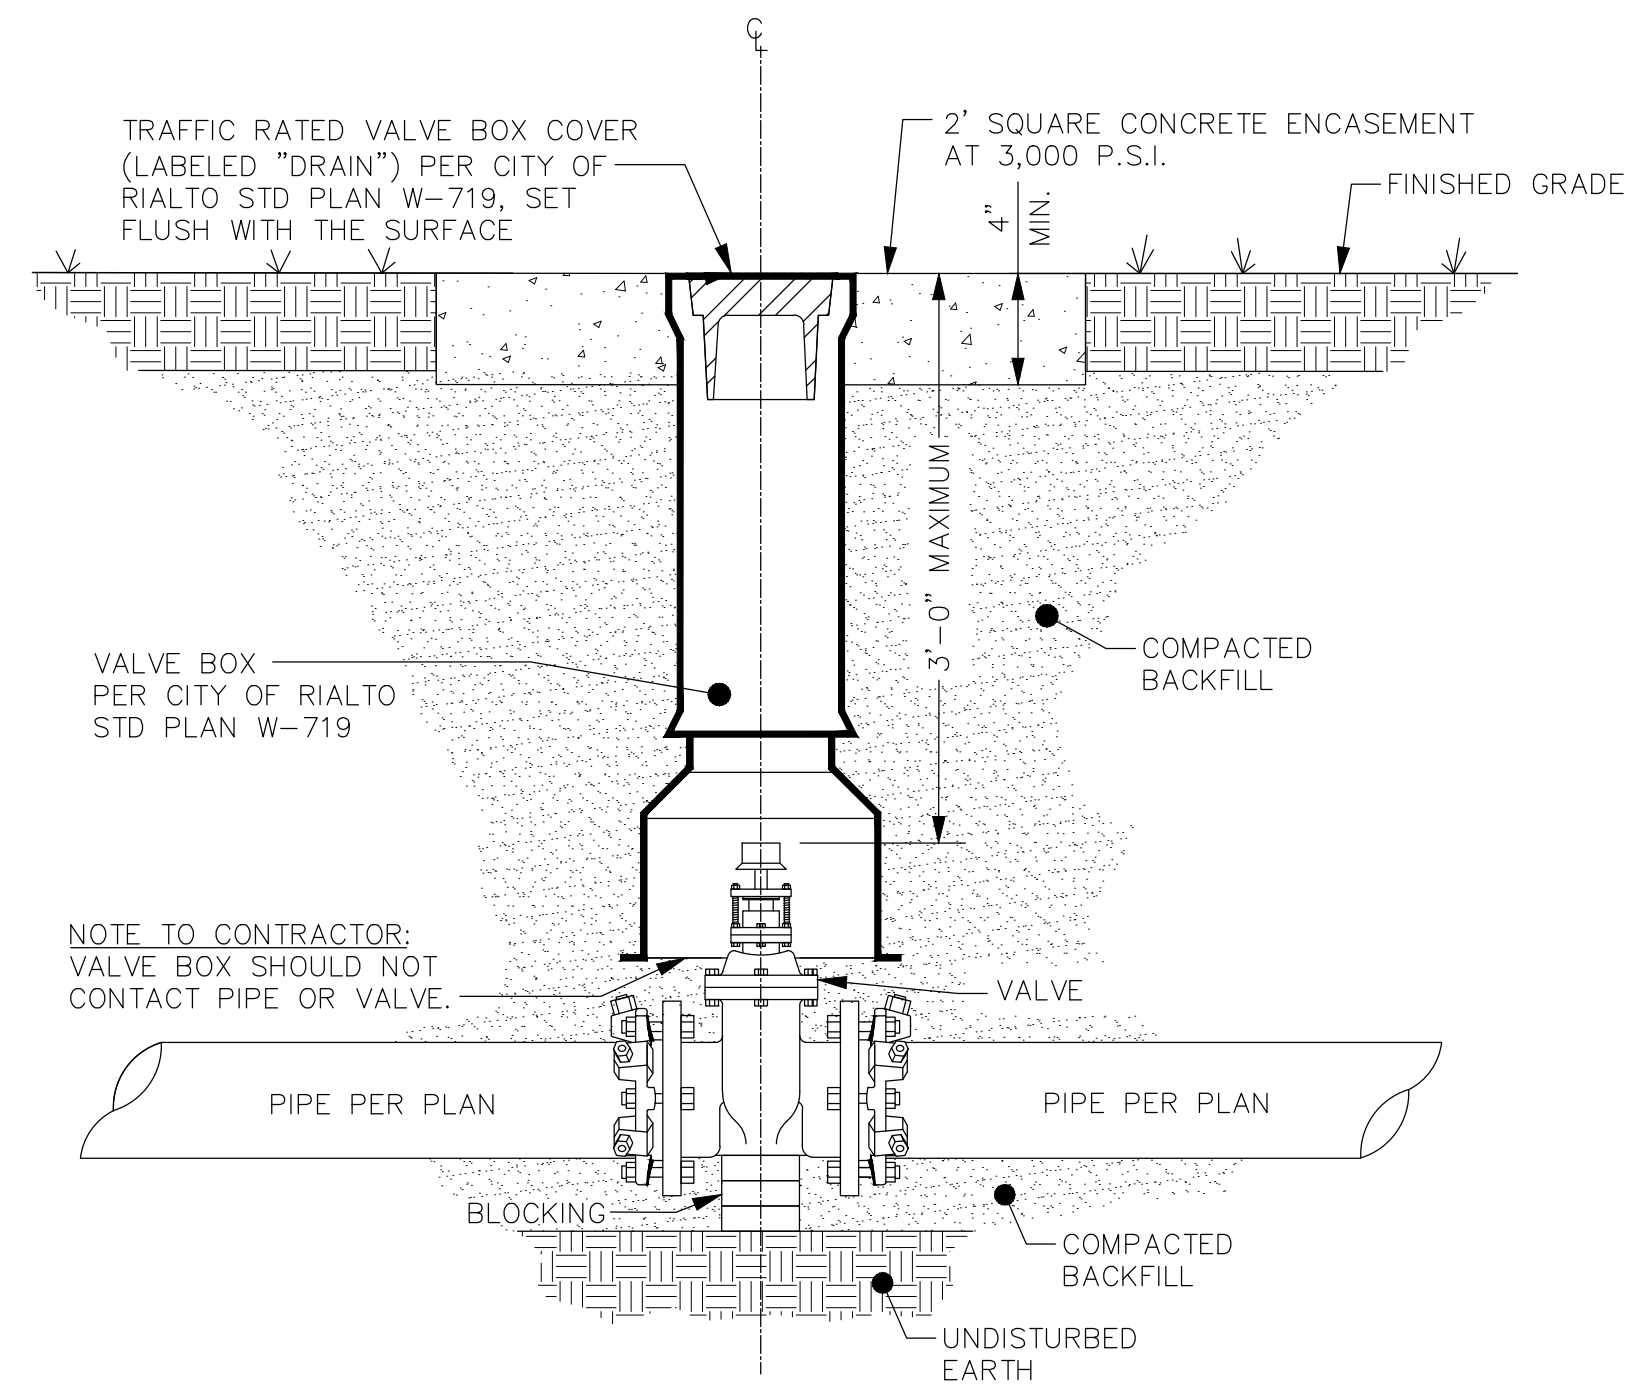 ℄
TRAFFIC RATED VALVE BOX COVER
(LABELED "DRAIN") PER CITY OF
RIALTO STD PLAN W-719, SET
FLUSH WITH THE SURFACE
2' SQUARE CONCRETE ENCASEMENT
AT 3,000 P.S.I.
4"
MIN.
FINISHED GRADE
3'-0" MAXIMUM
COMPACTED
BACKFILL
VALVE BOX
PER CITY OF RIALTO
STD PLAN W-719
NOTE TO CONTRACTOR:
VALVE BOX SHOULD NOT
CONTACT PIPE OR VALVE.
VALVE
PIPE PER PLAN
PIPE PER PLAN
BLOCKING
COMPACTED
BACKFILL
UNDISTURBED
EARTH